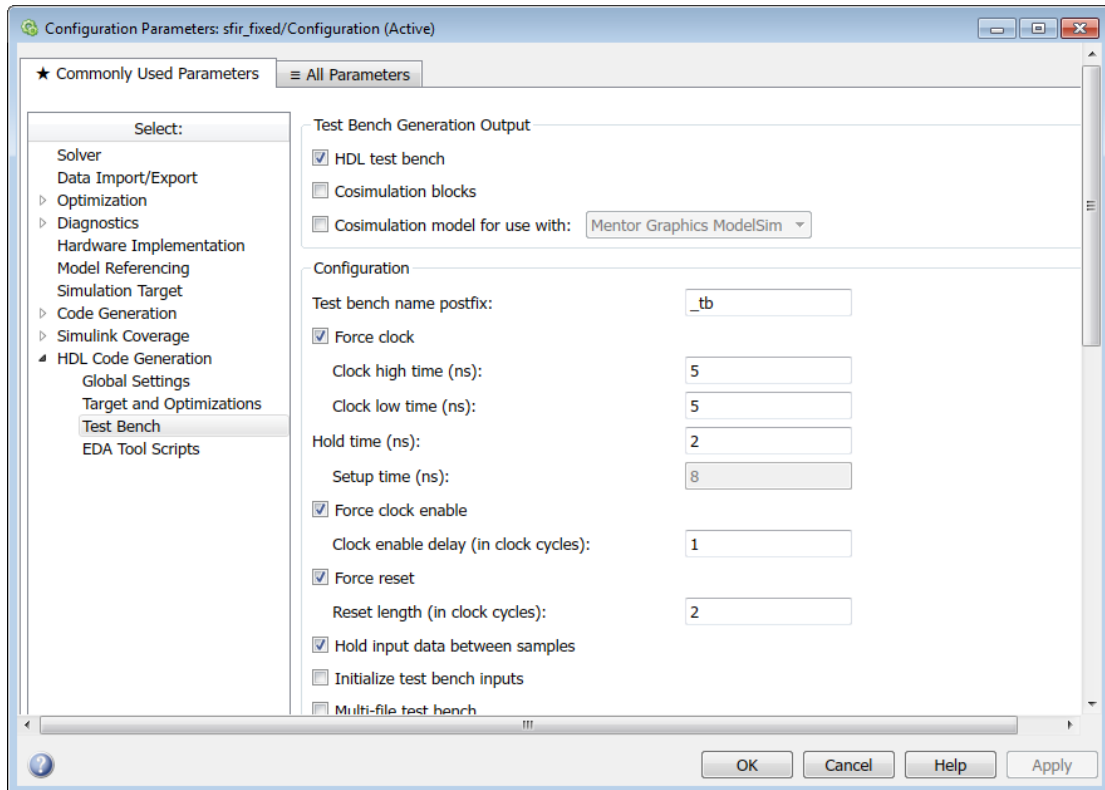 Configuration Parameters: sfir_fixed/Configuration (Active)
★ Commonly Used Parameters
≡ All Parameters
Select:
Solver
Data Import/Export
Optimization
Diagnostics
Hardware Implementation
Model Referencing
Simulation Target
Code Generation
Simulink Coverage
HDL Code Generation
Global Settings
Target and Optimizations
Test Bench
EDA Tool Scripts
Test Bench Generation Output
HDL test bench
Cosimulation blocks
Cosimulation model for use with: Mentor Graphics ModelSim
Configuration
Test bench name postfix: _tb
Force clock
Clock high time (ns): 5
Clock low time (ns): 5
Hold time (ns): 2
Setup time (ns): 8
Force clock enable
Clock enable delay (in clock cycles): 1
Force reset
Reset length (in clock cycles): 2
Hold input data between samples
Initialize test bench inputs
Multi-file test bench
OK
Cancel
Help
Apply